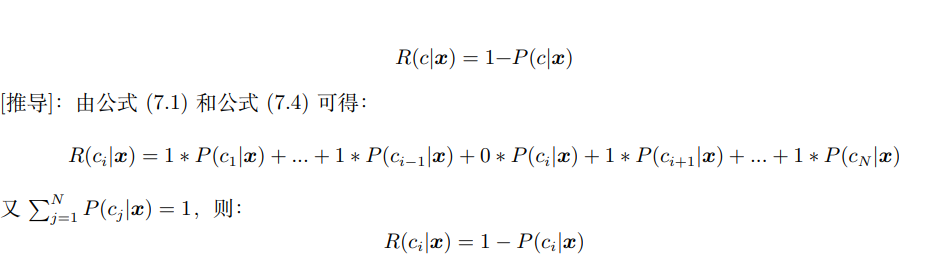 R(c|x) = 1−P(c|x)
[推导]：由公式 (7.1) 和公式 (7.4) 可得：
R(c_i|x) = 1 ∗ P(c_1|x) + ... + 1 ∗ P(c_{i−1}|x) + 0 ∗ P(c_i|x) + 1 ∗ P(c_{i+1}|x) + ... + 1 ∗ P(c_N|x)
又 ∑_{j=1}^{N} P(c_j|x) = 1，则：
R(c_i|x) = 1 − P(c_i|x)